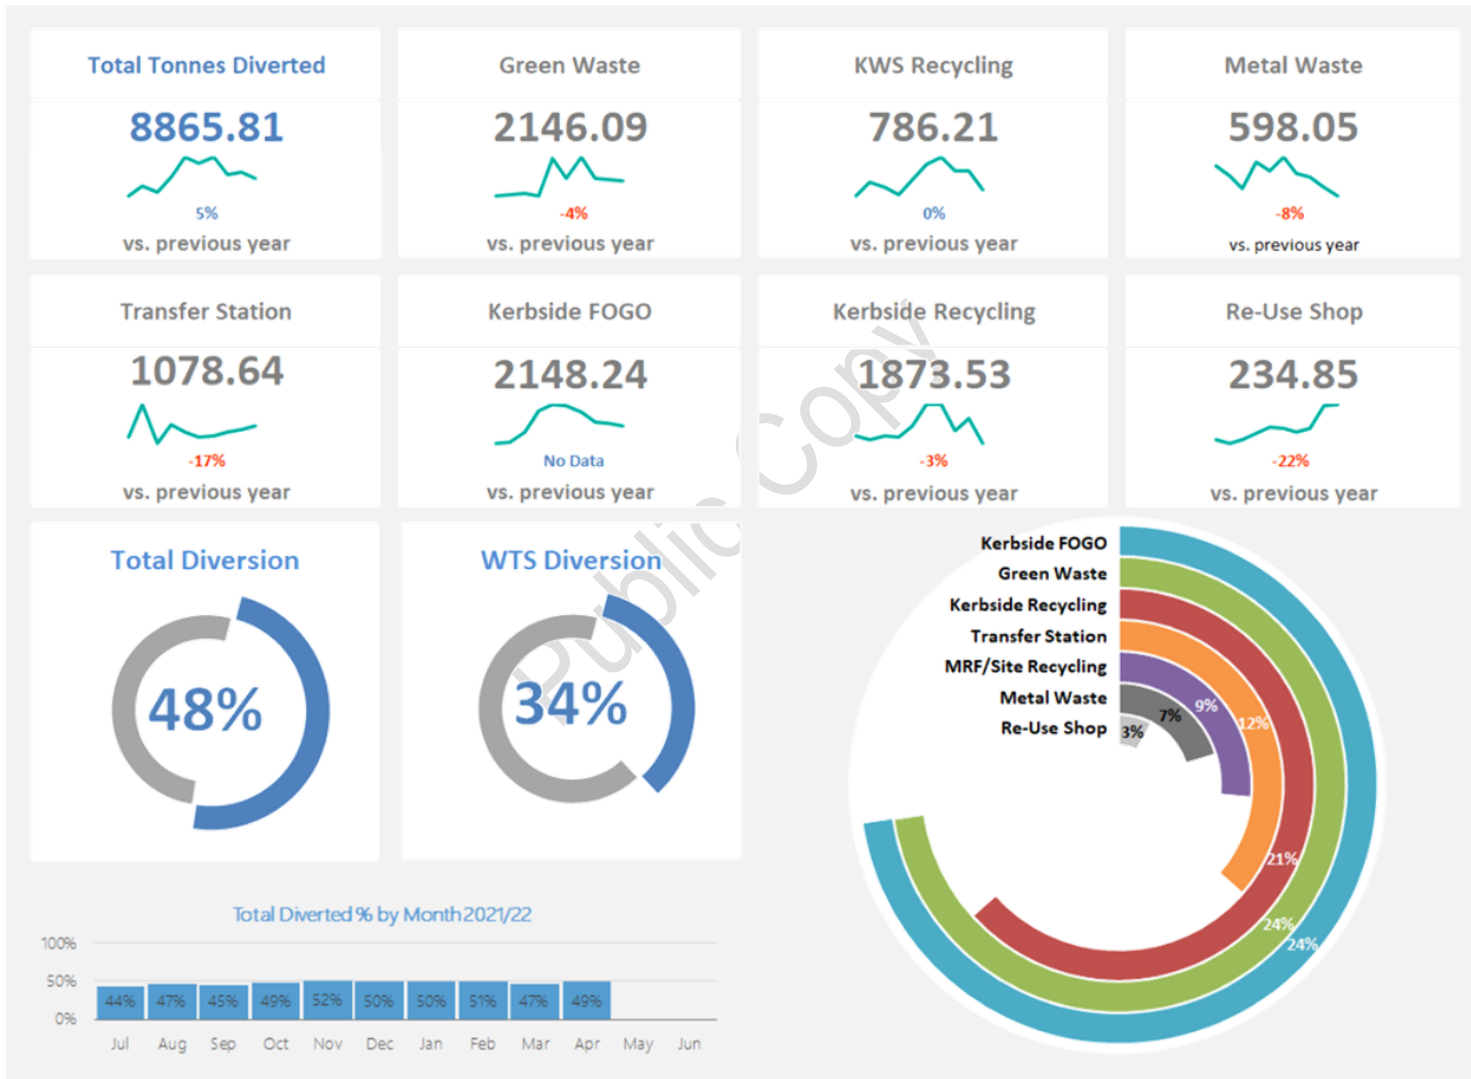 Total Tonnes Diverted
8865.81
5%
vs. previous year
Green Waste
2146.09
-4%
vs. previous year
KWS Recycling
786.21
0%
vs. previous year
Metal Waste
598.05
-8%
vs. previous year
Transfer Station
1078.64
-17%
vs. previous year
Kerbside FOGO
2148.24
No Data
vs. previous year
Kerbside Recycling
1873.53
-3%
vs. previous year
Re-Use Shop
234.85
-22%
vs. previous year
Public Copy
Total Diversion
48%
WTS Diversion
34%
Kerbside FOGO
Green Waste
Kerbside Recycling
Transfer Station
MRF/Site Recycling
Metal Waste
Re-Use Shop
3%
7%
9%
12%
21%
24%
24%
Total Diverted % by Month 2021/22
100%
50%
0%
44% 47% 45% 49% 52% 50% 50% 51% 47% 49%
Jul Aug Sep Oct Nov Dec Jan Feb Mar Apr May Jun